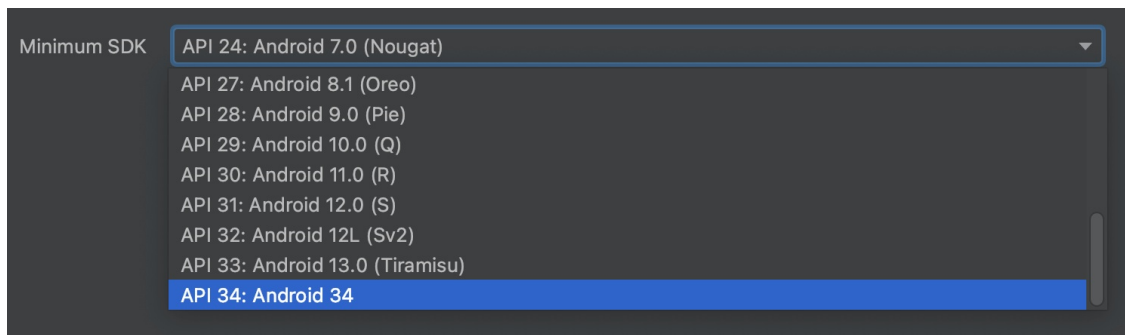 Minimum SDK API 24: Android 7.0 (Nougat)
API 27: Android 8.1 (Oreo)
API 28: Android 9.0 (Pie)
API 29: Android 10.0 (Q)
API 30: Android 11.0 (R)
API 31: Android 12.0 (S)
API 32: Android 12L (Sv2)
API 33: Android 13.0 (Tiramisu)
API 34: Android 34